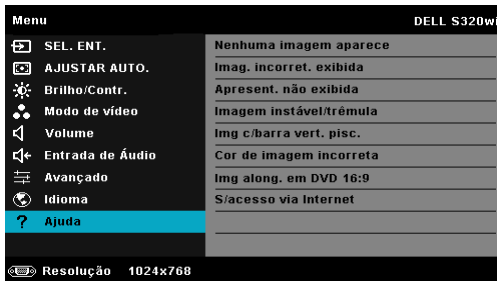 Menu
DELL S320wi
SEL. ENT.
AJUSTAR AUTO.
Brilho/Contr.
Modo de vídeo
Volume
Entrada de Áudio
Avançado
Idioma
? Ajuda
Nenhuma imagem aparece
Imag. incorret. exibida
Apresent. não exibida
Imagem instável/trêmula
Img c/barra vert. pisc.
Cor de imagem incorreta
Img along. em DVD 16:9
S/acesso via Internet
Resolução 1024x768